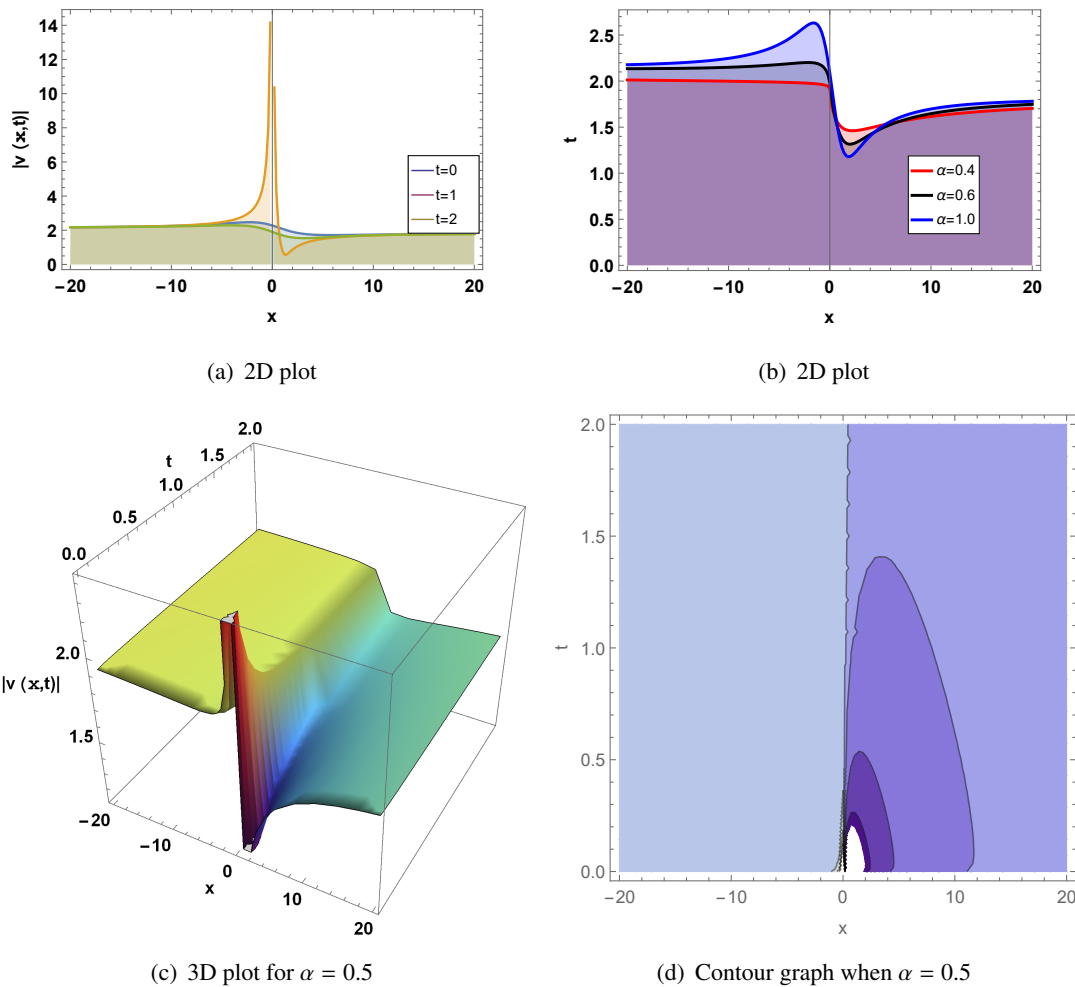 14
12
10
8
6
4
2
0
|v (x,t)|
−20
−10
0
10
20
x
t=0
t=1
t=2
(a) 2D plot
2.5
2.0
1.5
1.0
0.5
0.0
t
−20
−10
0
10
20
x
α=0.4
α=0.6
α=1.0
(b) 2D plot
2.0
1.5
t
1.0
0.5
0.0
2.0
|v (x,t)|
1.5
−20
−10
0
x
10
20
(c) 3D plot for α = 0.5
2.0
1.5
1.0
0.5
0.0
t
−20
−10
0
10
20
x
(d) Contour graph when α = 0.5